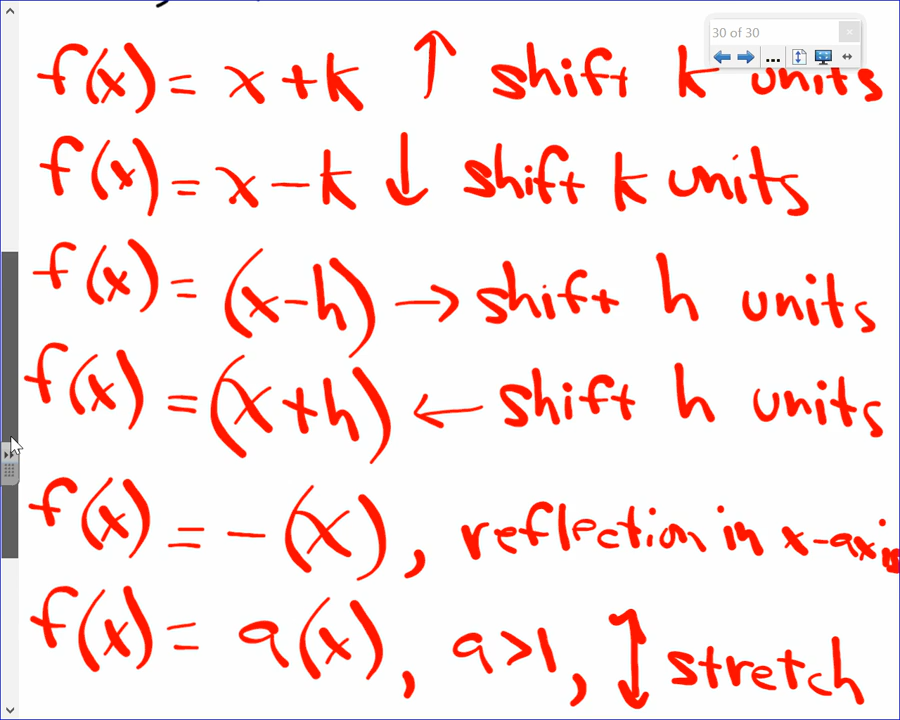 30 of 30
f(x) = x + k ↑ shift k units
f(x) = x - k ↓ shift k units
f(x) = (x - h) → shift h units
f(x) = (x + h) ← shift h units
f(x) = - (x), reflection in x-axis
f(x) = a(x), a > 1, ↕ stretch